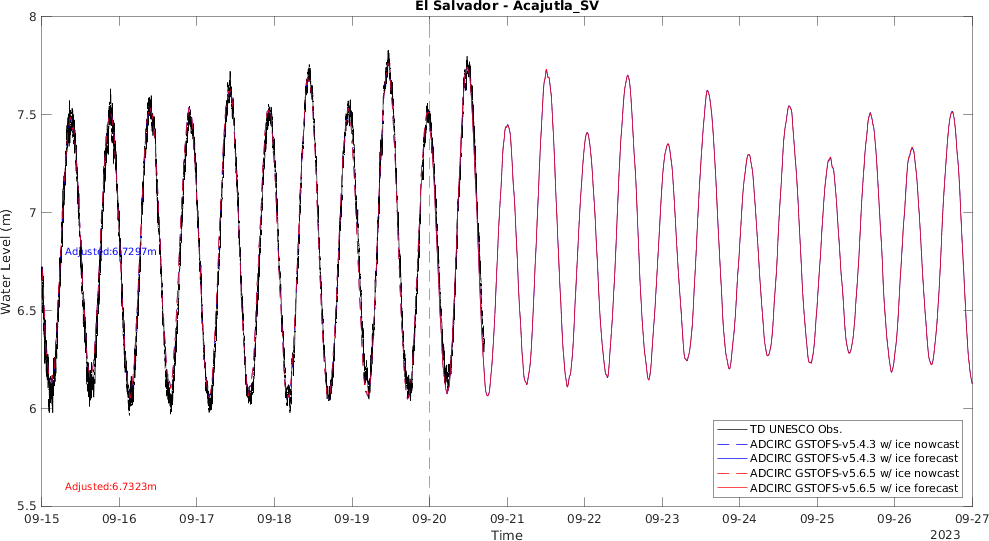 El Salvador - Acajutla_SV
8
7.5
7
6.5
6
5.5
Water Level (m)
Adjusted:6.7297m
Adjusted:6.7323m
TD UNESCO Obs.
ADCIRC GSTOFS-v5.4.3 w/ ice nowcast
ADCIRC GSTOFS-v5.4.3 w/ ice forecast
ADCIRC GSTOFS-v5.6.5 w/ ice nowcast
ADCIRC GSTOFS-v5.6.5 w/ ice forecast
09-15 09-16 09-17 09-18 09-19 09-20 09-21 09-22 09-23 09-24 09-25 09-26 09-27
Time
2023